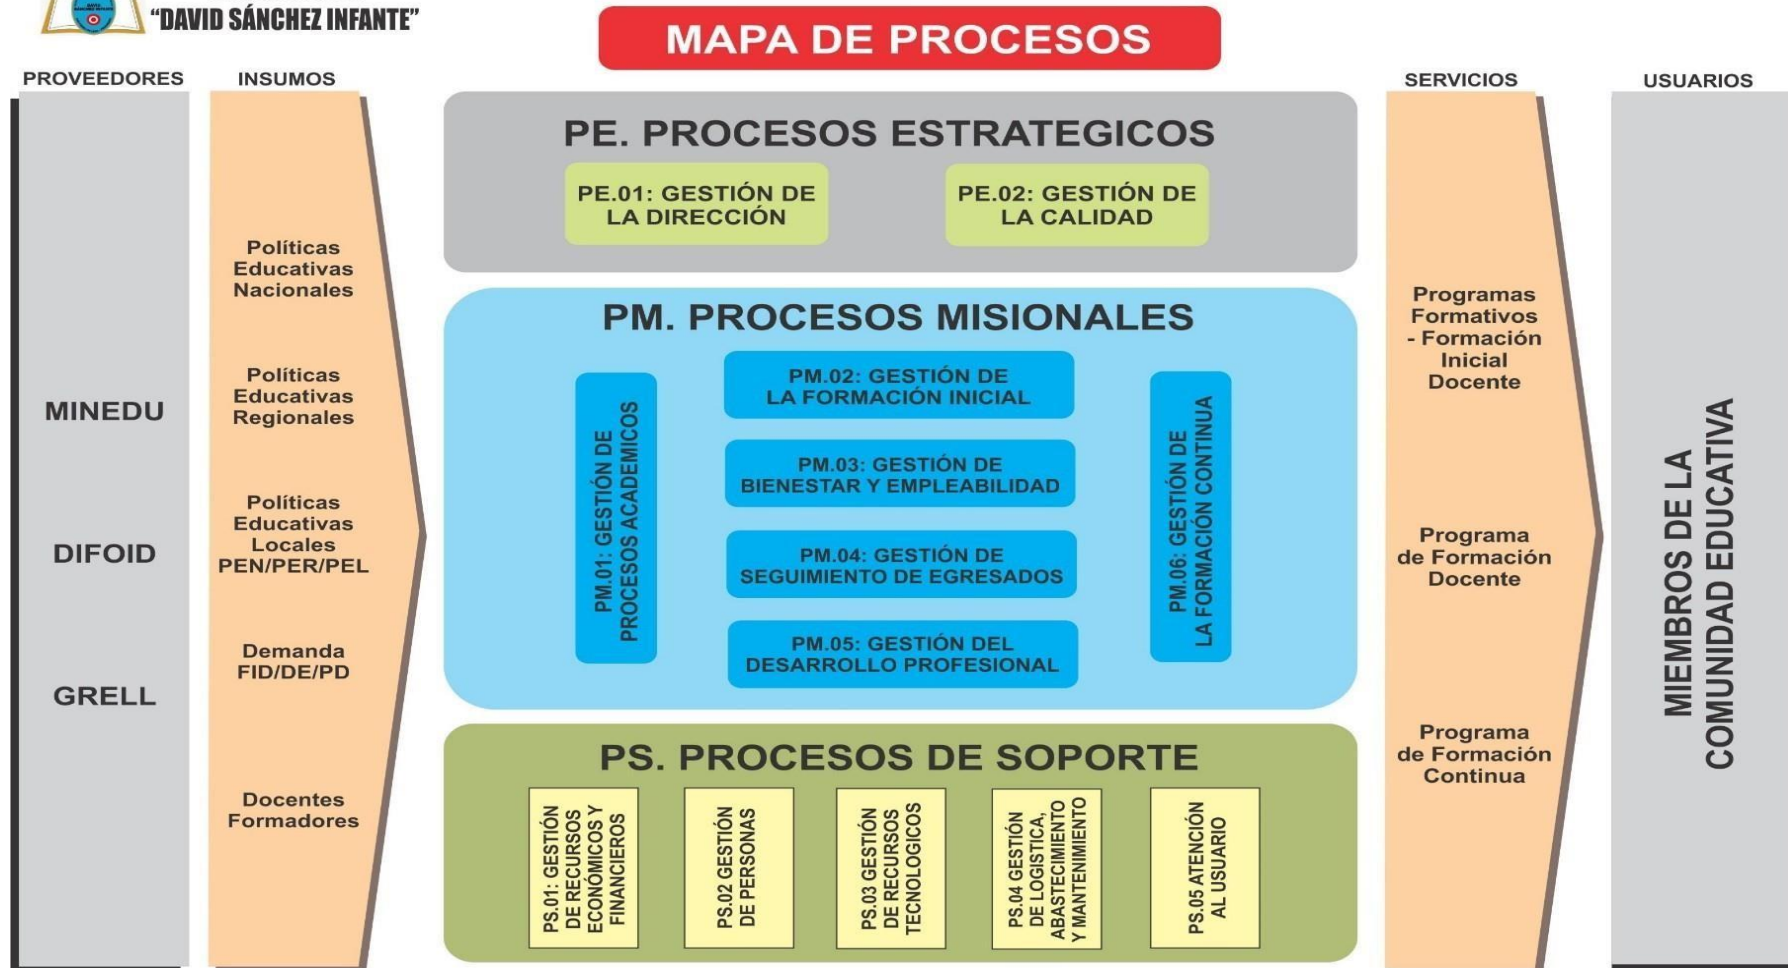 “DAVID SÁNCHEZ INFANTE”
MAPA DE PROCESOS
PROVEEDORES
MINEDU
DIFOID
GRELL
INSUMOS
Políticas
Educativas
Nacionales
Políticas
Educativas
Regionales
Políticas
Educativas
Locales
PEN/PER/PEL
Demanda
FID/DE/PD
Docentes
Formadores
PE. PROCESOS ESTRATEGICOS
PE.01: GESTIÓN DE
LA DIRECCIÓN
PE.02: GESTIÓN DE
LA CALIDAD
PM. PROCESOS MISIONALES
PM.01: GESTIÓN DE
PROCESOS ACADEMICOS
PM.02: GESTIÓN DE
LA FORMACIÓN INICIAL
PM.03: GESTIÓN DE
BIENESTAR Y EMPLEABILIDAD
PM.04: GESTIÓN DE
SEGUIMIENTO DE EGRESADOS
PM.05: GESTIÓN DEL
DESARROLLO PROFESIONAL
PM.06: GESTIÓN DE
LA FORMACIÓN CONTINUA
PS. PROCESOS DE SOPORTE
PS.01: GESTIÓN
DE RECURSOS
ECONÓMICOS Y
FINANCIEROS
PS.02 GESTIÓN
DE PERSONAS
PS.03 GESTIÓN
DE RECURSOS
TECNOLOGICOS
PS.04 GESTIÓN
DE LOGISTICA,
ABASTECIMIENTO
Y MANTENIMIENTO
PS.05 ATENCIÓN
AL USUARIO
SERVICIOS
Programas
Formativos
- Formación
Inicial
Docente
Programa
de Formación
Docente
Programa
de Formación
Continua
USUARIOS
MIEMBROS DE LA
COMUNIDAD EDUCATIVA